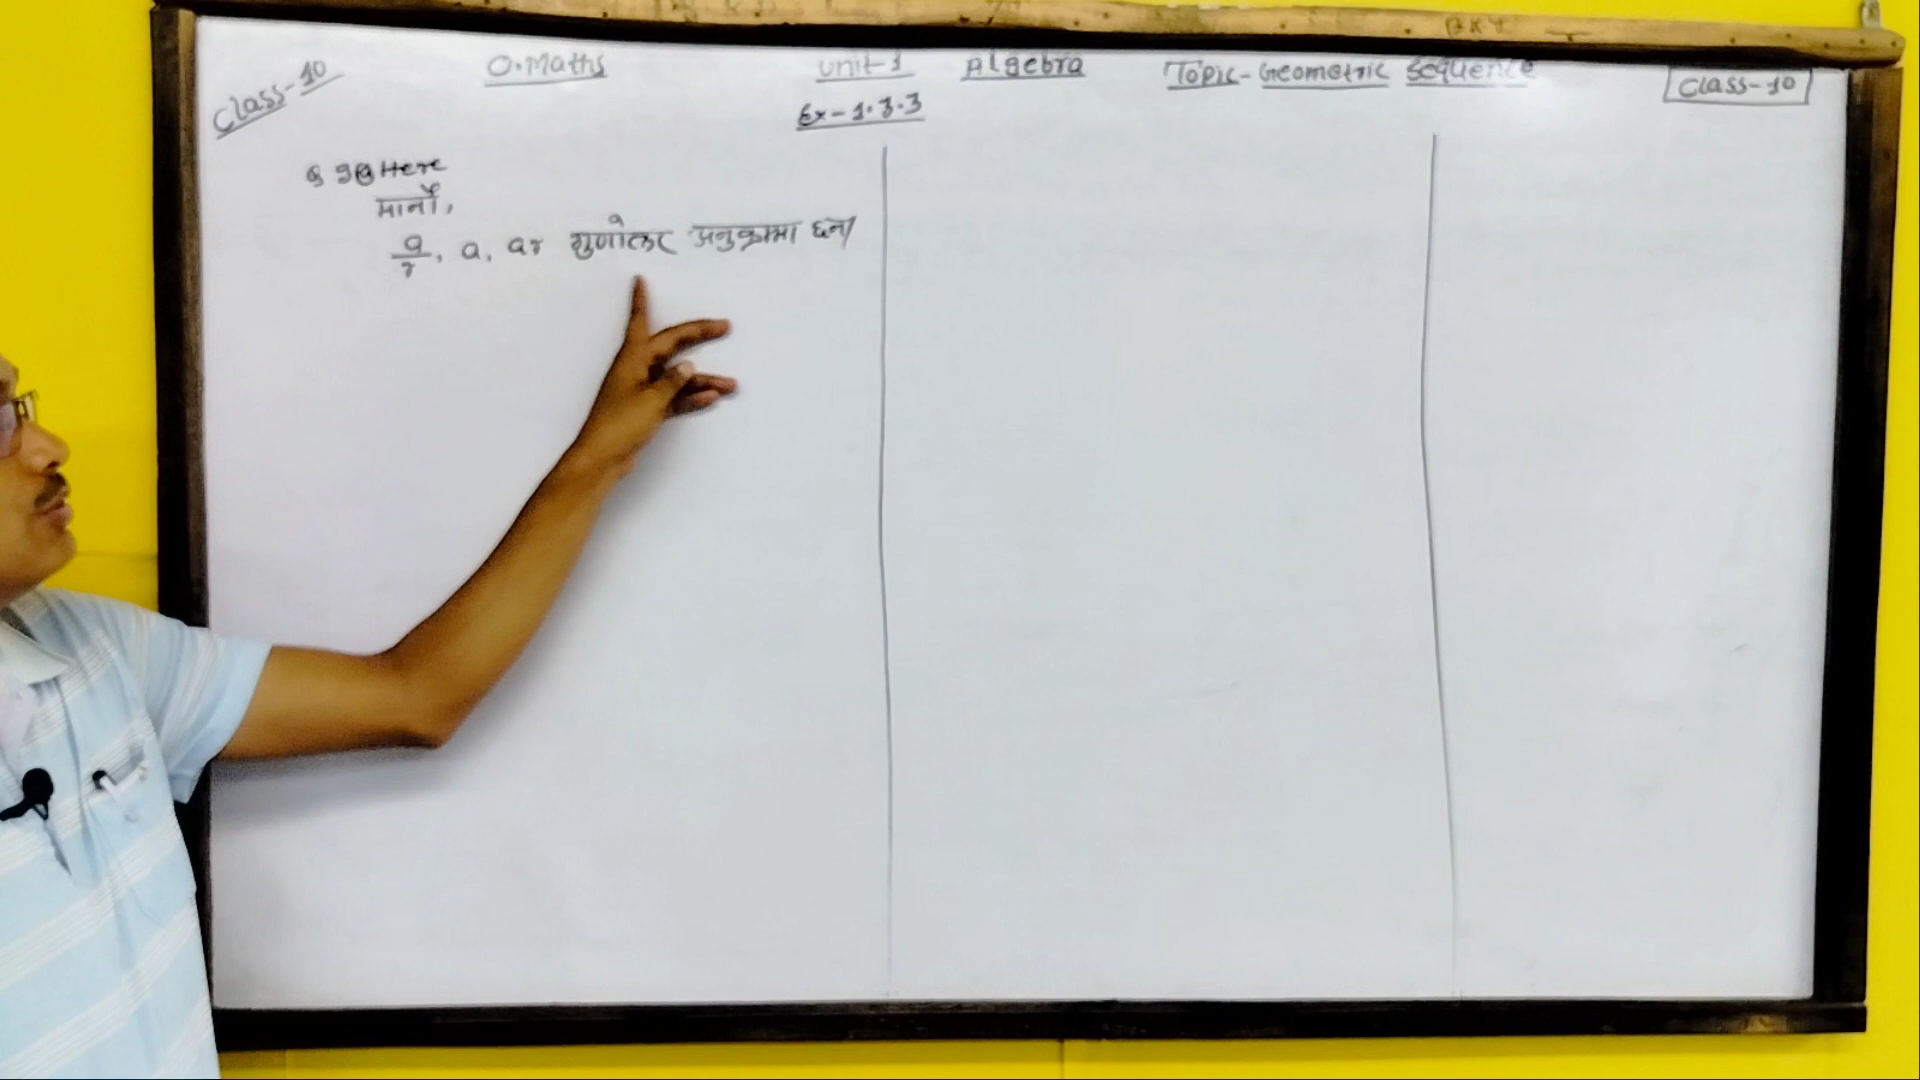 Class-10
O.Maths
Unit-1 Algebra Topic-Geometric Sequence
Class-10
Ex-1.3.3
Here
मानौं,
a/r, a, ar गुणोत्तर अनुक्रममा छन्।